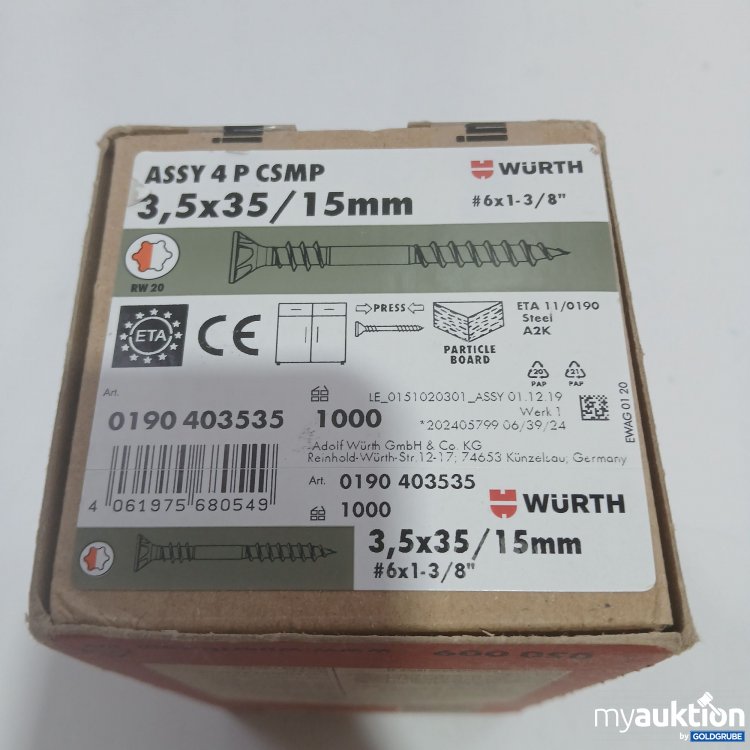 ASSY 4 P CSMP
WÜRTH
3,5x35/15mm
#6x1-3/8"
RW 20
ETA
CE
PRESS
PARTICLE
BOARD
ETA 11/0190
Steel
A2K
20
PAP
21
PAP
Art.
0190 403535
1000
LE_0151020301_ASSY 01.12.19
Werk 1
*202405799 06/39/24
EWAG 01 20
Adolf Würth GmbH & Co. KG
Reinhold-Würth-Str. 12-17; 74653 Künzelsau, Germany
4 061975 680549
Art. 0190 403535
1000
WÜRTH
3,5x35/15mm
#6x1-3/8"
myauktion
by GOLDGRUBE